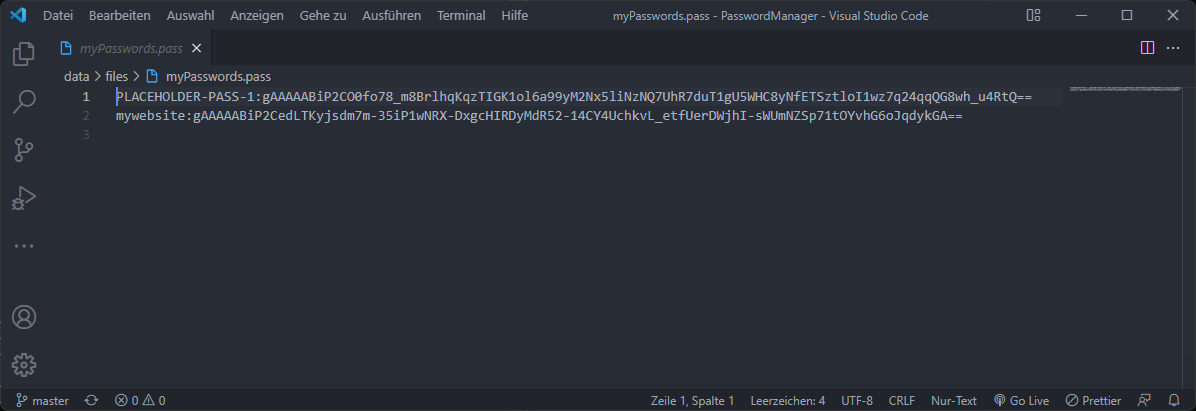 Datei Bearbeiten Auswahl Anzeigen Gehe zu Ausführen Terminal Hilfe myPasswords.pass - PasswordManager - Visual Studio Code
myPasswords.pass
data > files > myPasswords.pass
1 PLACEHOLDER-PASS-1:gAAAAABiP2CO0fo78_m8BrlhqKqzTIGK1ol6a99yM2Nx5liNzNQ7UhR7duT1gU5WHC8yNfETSztloI1wz7q24qqQG8wh_u4RtQ==
2 mywebsite:gAAAAABiP2CedLTKyjsdm7m-35iP1wNRX-DxgcHIRDyMdR52-14CY4UchkvL_etfUerDWjhI-sWUmNZSp71tOYvhG6oJqdykGA==
3
master 0 0 Zeile 1, Spalte 1 Leerzeichen: 4 UTF-8 CRLF Nur-Text Go Live Prettier